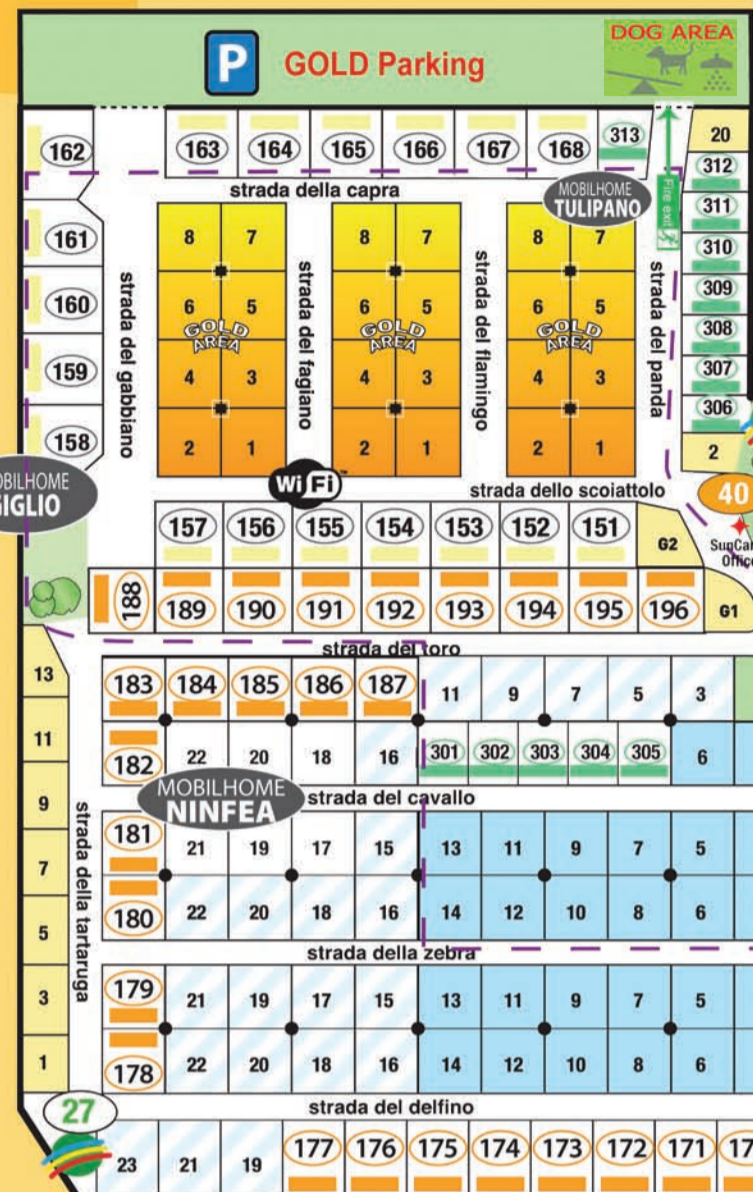 P GOLD Parking DOG AREA
162 163 164 165 166 167 168 313 20
312
strada della capra
MOBILHOME
TULIPANO
Fire exit
311
161
8 7 8 7 8 7
310
strada del gabbiano
strada del fagiano
strada del flamingo
strada del panda
160
6 5 6 5 6 5
309
GOLD
AREA
GOLD
AREA
GOLD
AREA
308
159
4 3 4 3 4 3
307
306
158
2 1 2 1 2 1
2
GIGLIO
WiFi™
strada dello scoiattolo
40
157 156 155 154 153 152 151 G2
188 189 190 191 192 193 194 195 196 G1
strada del toro
13
183 184 185 186 187 11 9 7 5 3
11
182 22 20 18 16 301 302 303 304 305 6
MOBILHOME
NINFEA
strada del cavallo
9
strada della tartaruga
181 21 19 17 15 13 11 9 7 5
7
180 22 20 18 16 14 12 10 8 6
5
strada della zebra
3
179 21 19 17 15 13 11 9 7 5
1
178 22 20 18 16 14 12 10 8 6
27
strada del delfino
23 21 19 177 176 175 174 173 172 171